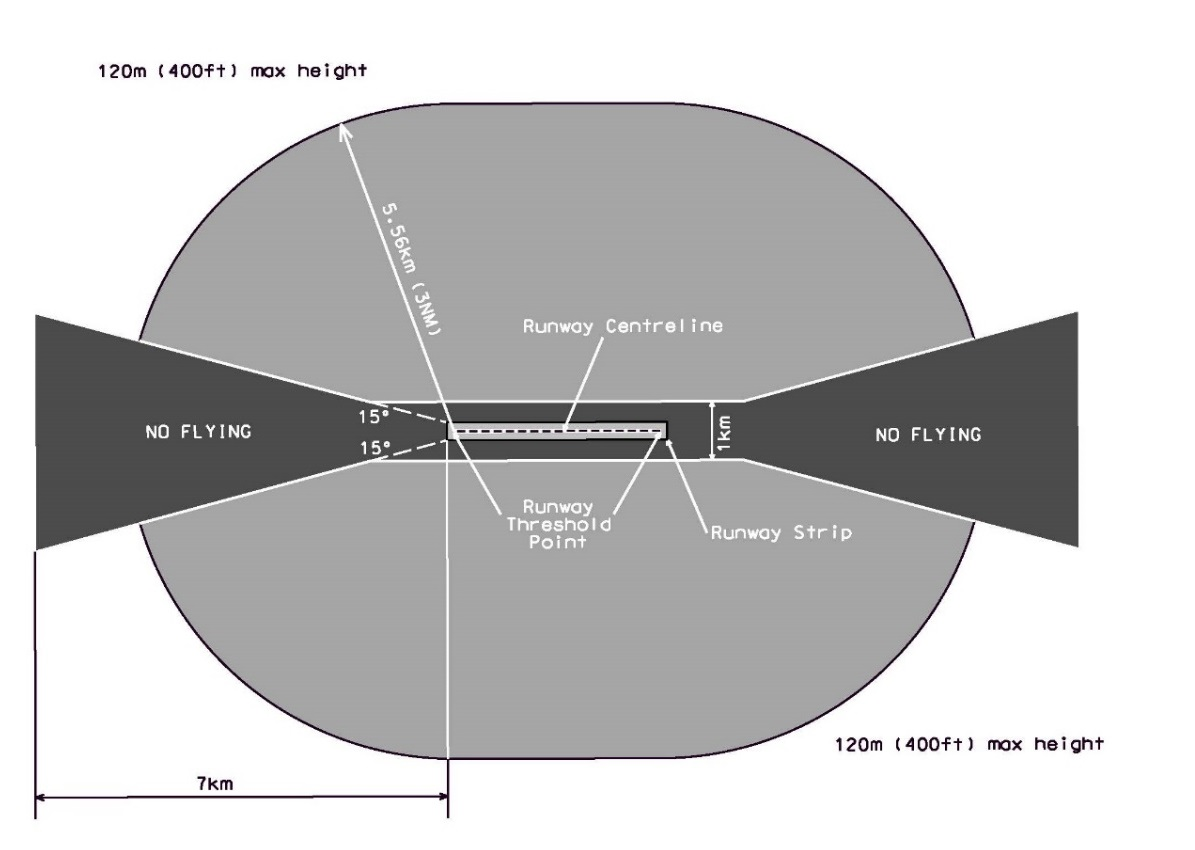 120m (400ft) max height
5.56km (3NM)
Runway Centreline
15°
NO FLYING
1km
NO FLYING
15°
Runway
Threshold
Point
Runway Strip
120m (400ft) max height
7km